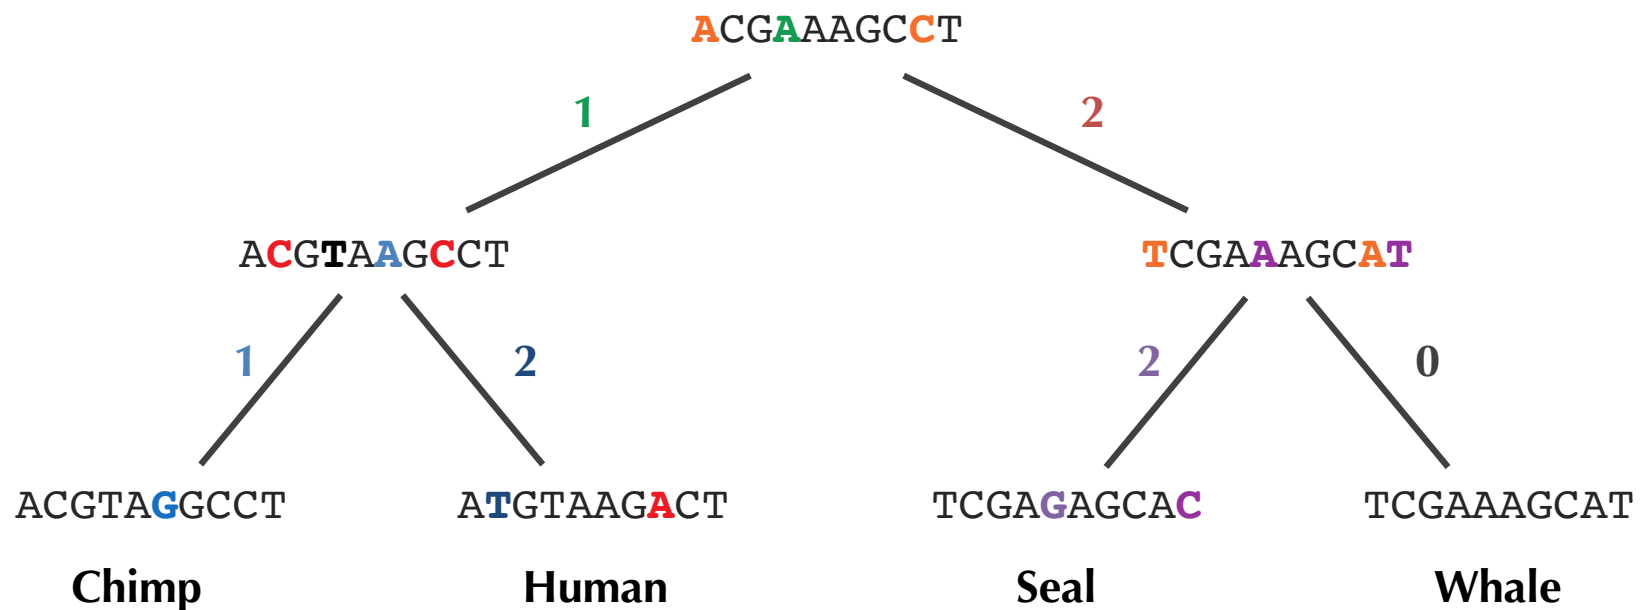 ACGAAAGCCT
1 2
ACGTAAGCCT TCGAAAGCAT
1 2 2 0
ACGTAGGCCT ATGTAAGACT TCGAGAGCAC TCGAAAGCAT
Chimp Human Seal Whale